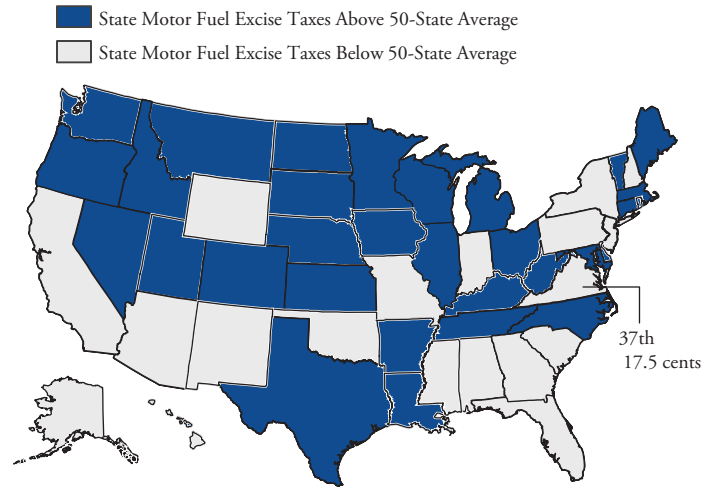 State Motor Fuel Excise Taxes Above 50-State Average
State Motor Fuel Excise Taxes Below 50-State Average
37th
17.5 cents